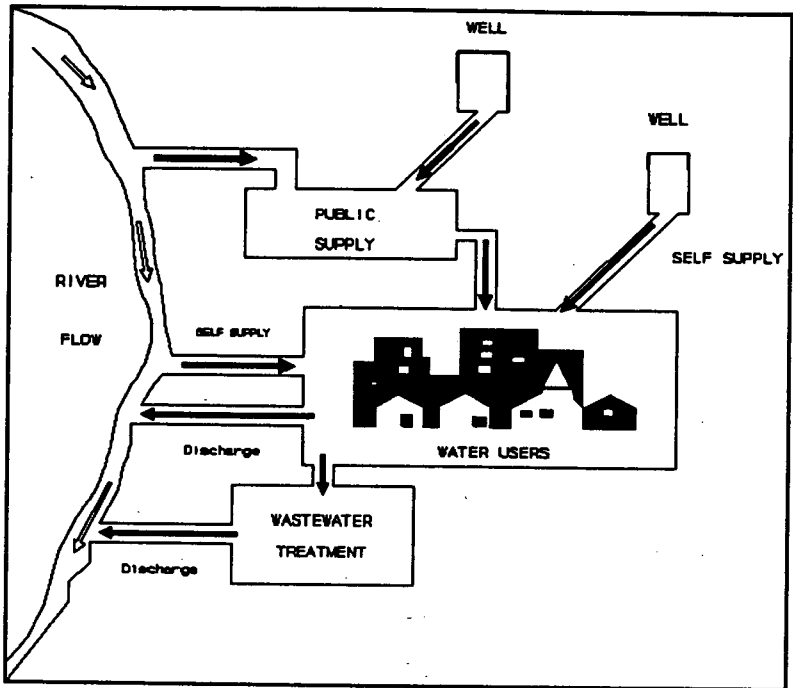 WELL
WELL
PUBLIC
SUPPLY
SELF SUPPLY
RIVER
FLOW
SELF SUPPLY
Discharge
WATER USERS
WASTEWATER
TREATMENT
Discharge